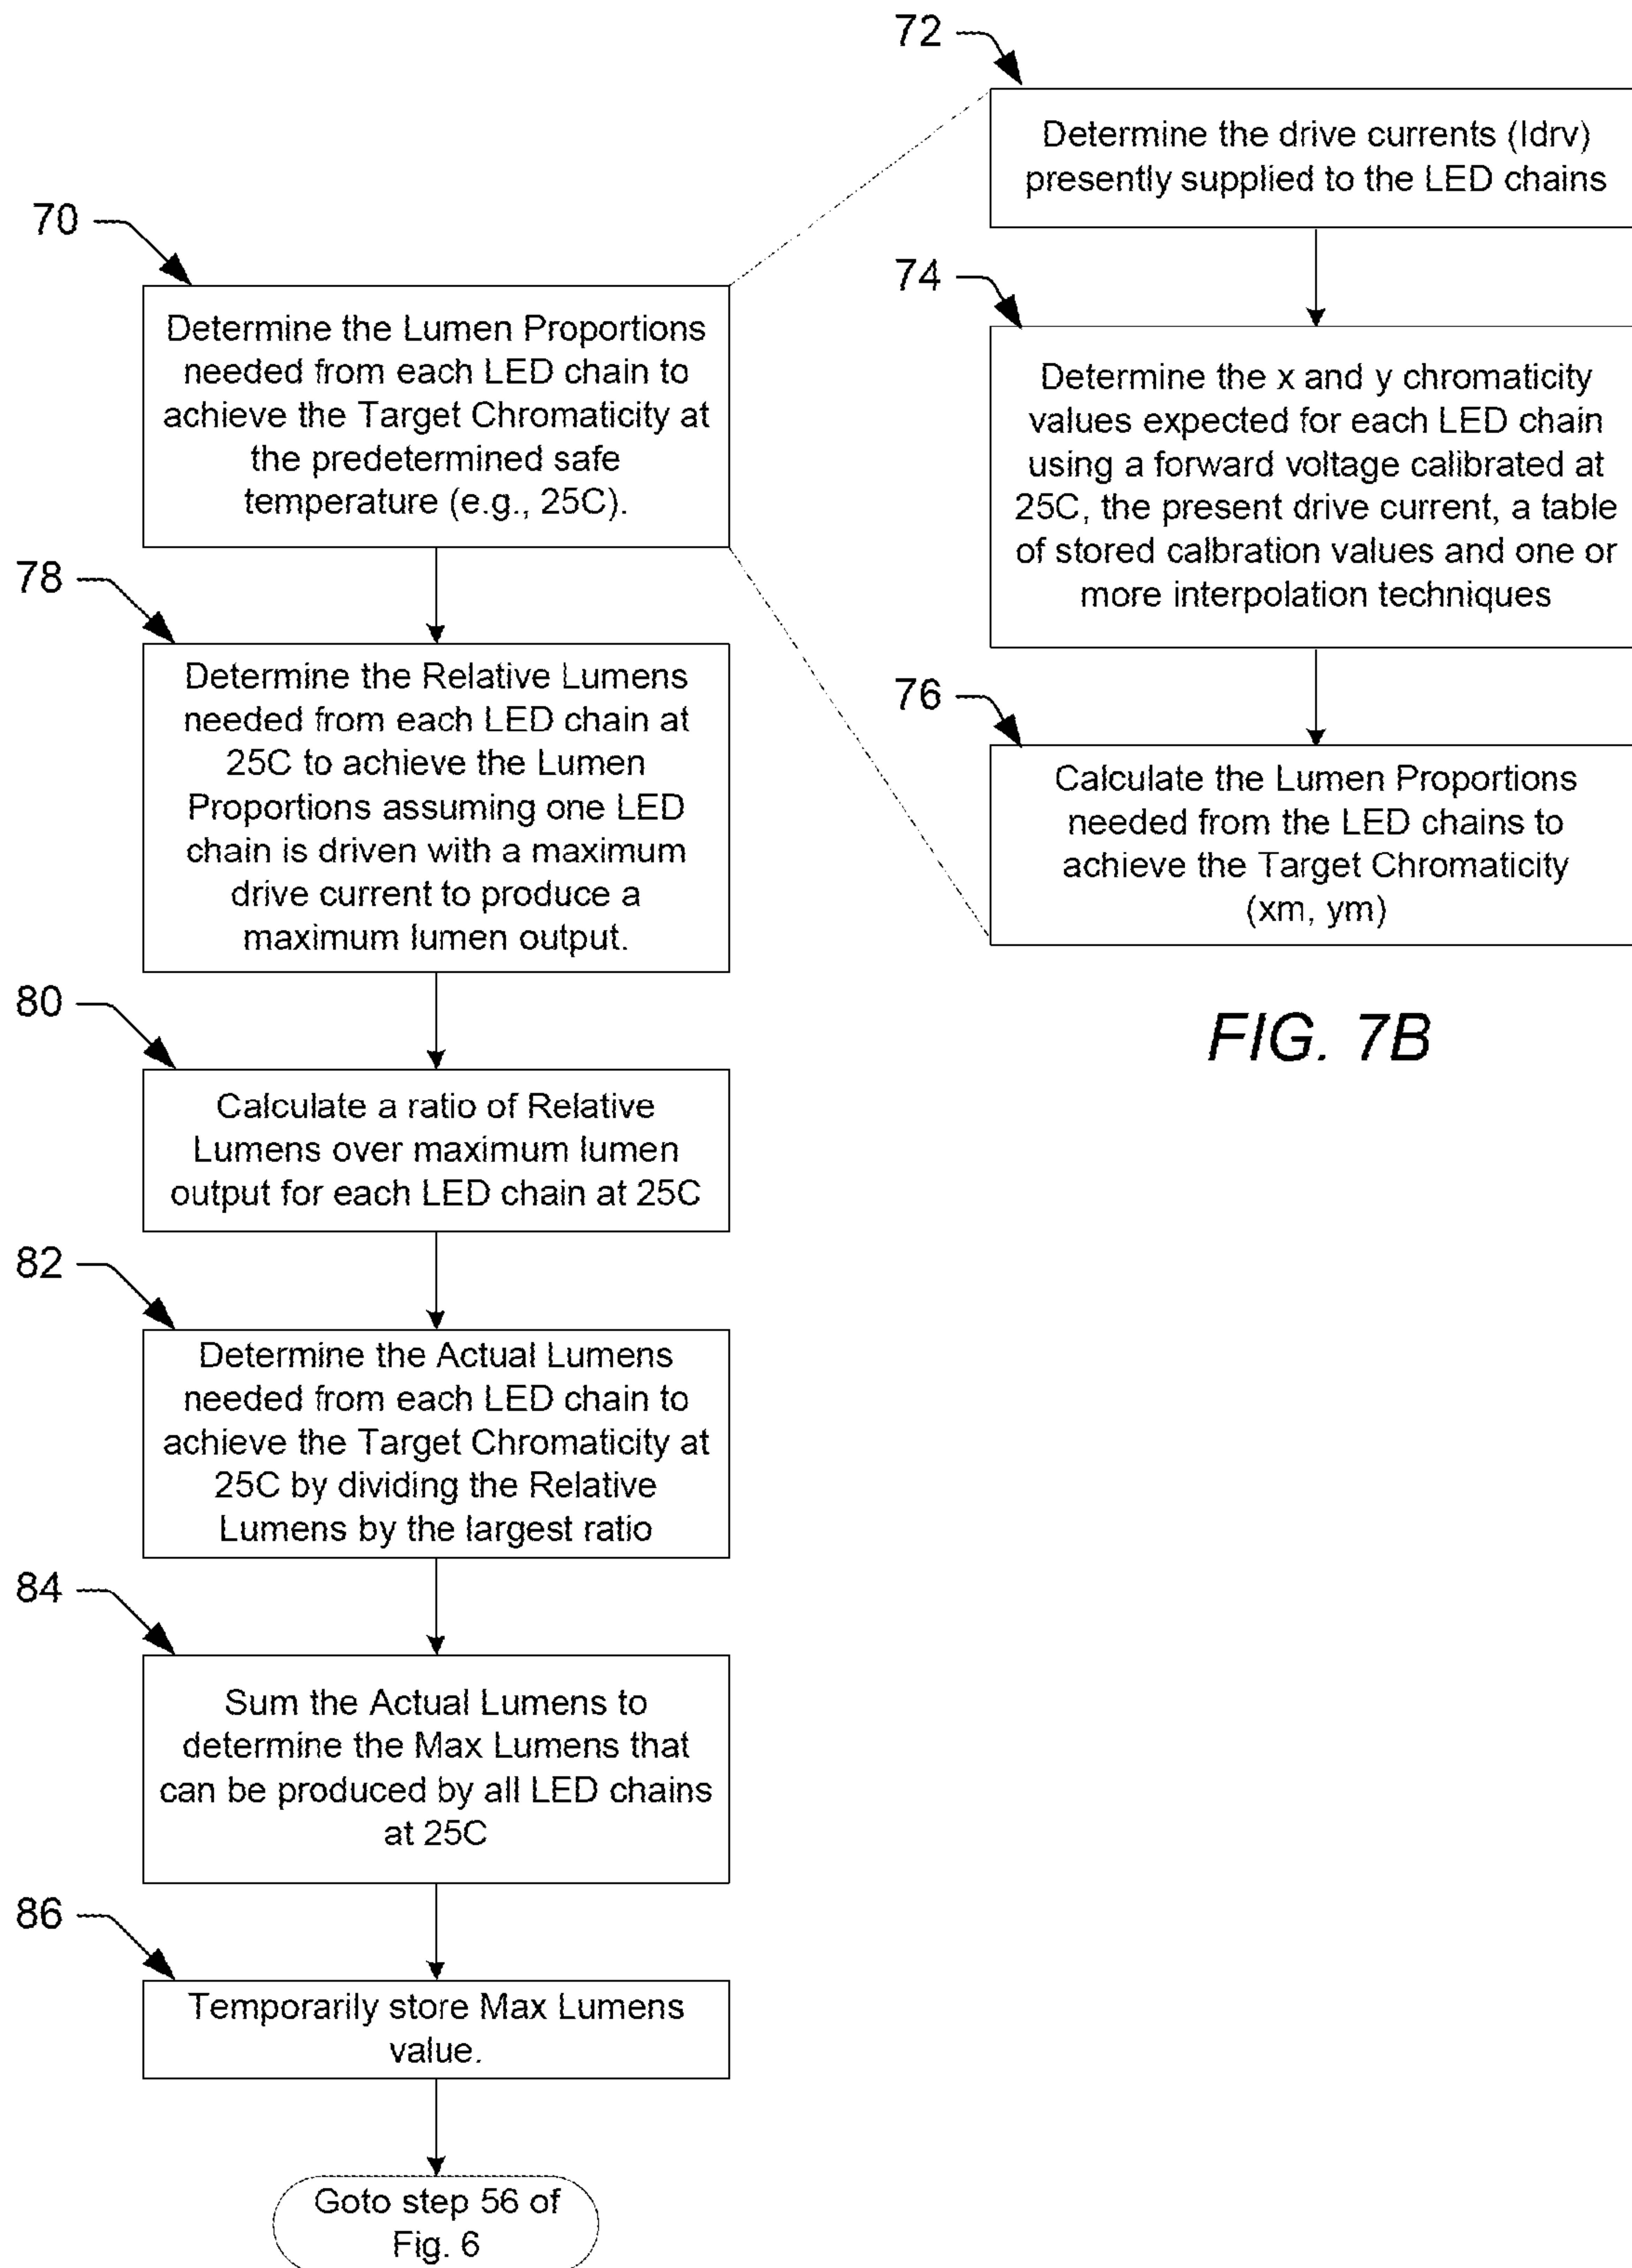 70
Determine the Lumen Proportions
needed from each LED chain to
achieve the Target Chromaticity at
the predetermined safe
temperature (e.g., 25C).
78
Determine the Relative Lumens
needed from each LED chain at
25C to achieve the Lumen
Proportions assuming one LED
chain is driven with a maximum
drive current to produce a
maximum lumen output.
80
Calculate a ratio of Relative
Lumens over maximum lumen
output for each LED chain at 25C
82
Determine the Actual Lumens
needed from each LED chain to
achieve the Target Chromaticity at
25C by dividing the Relative
Lumens by the largest ratio
84
Sum the Actual Lumens to
determine the Max Lumens that
can be produced by all LED chains
at 25C
86
Temporarily store Max Lumens
value.
Goto step 56 of
Fig. 6
72
Determine the drive currents (Idrv)
presently supplied to the LED chains
74
Determine the x and y chromaticity
values expected for each LED chain
using a forward voltage calibrated at
25C, the present drive current, a table
of stored calbration values and one or
more interpolation techniques
76
Calculate the Lumen Proportions
needed from the LED chains to
achieve the Target Chromaticity
(xm, ym)
FIG. 7B